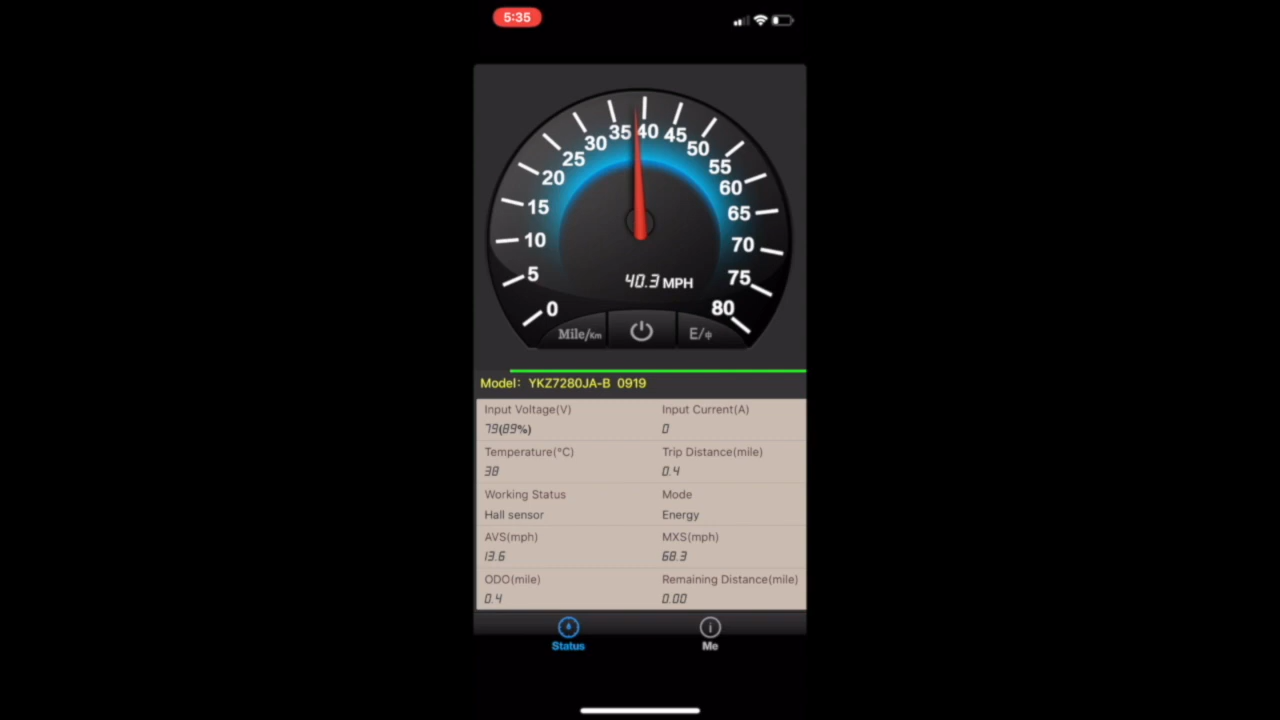 5:35
0
5
10
15
20
25
30
35
40
45
50
55
60
65
70
75
80
40.3 MPH
Mile/Km
E/ф
Model: YKZ7280JA-B 0919
Input Voltage(V) Input Current(A)
79(89%) 0
Temperature(°C) Trip Distance(mile)
38 0.4
Working Status Mode
Hall sensor Energy
AVS(mph) MXS(mph)
13.6 68.3
ODO(mile) Remaining Distance(mile)
0.4 0.00
Status Me